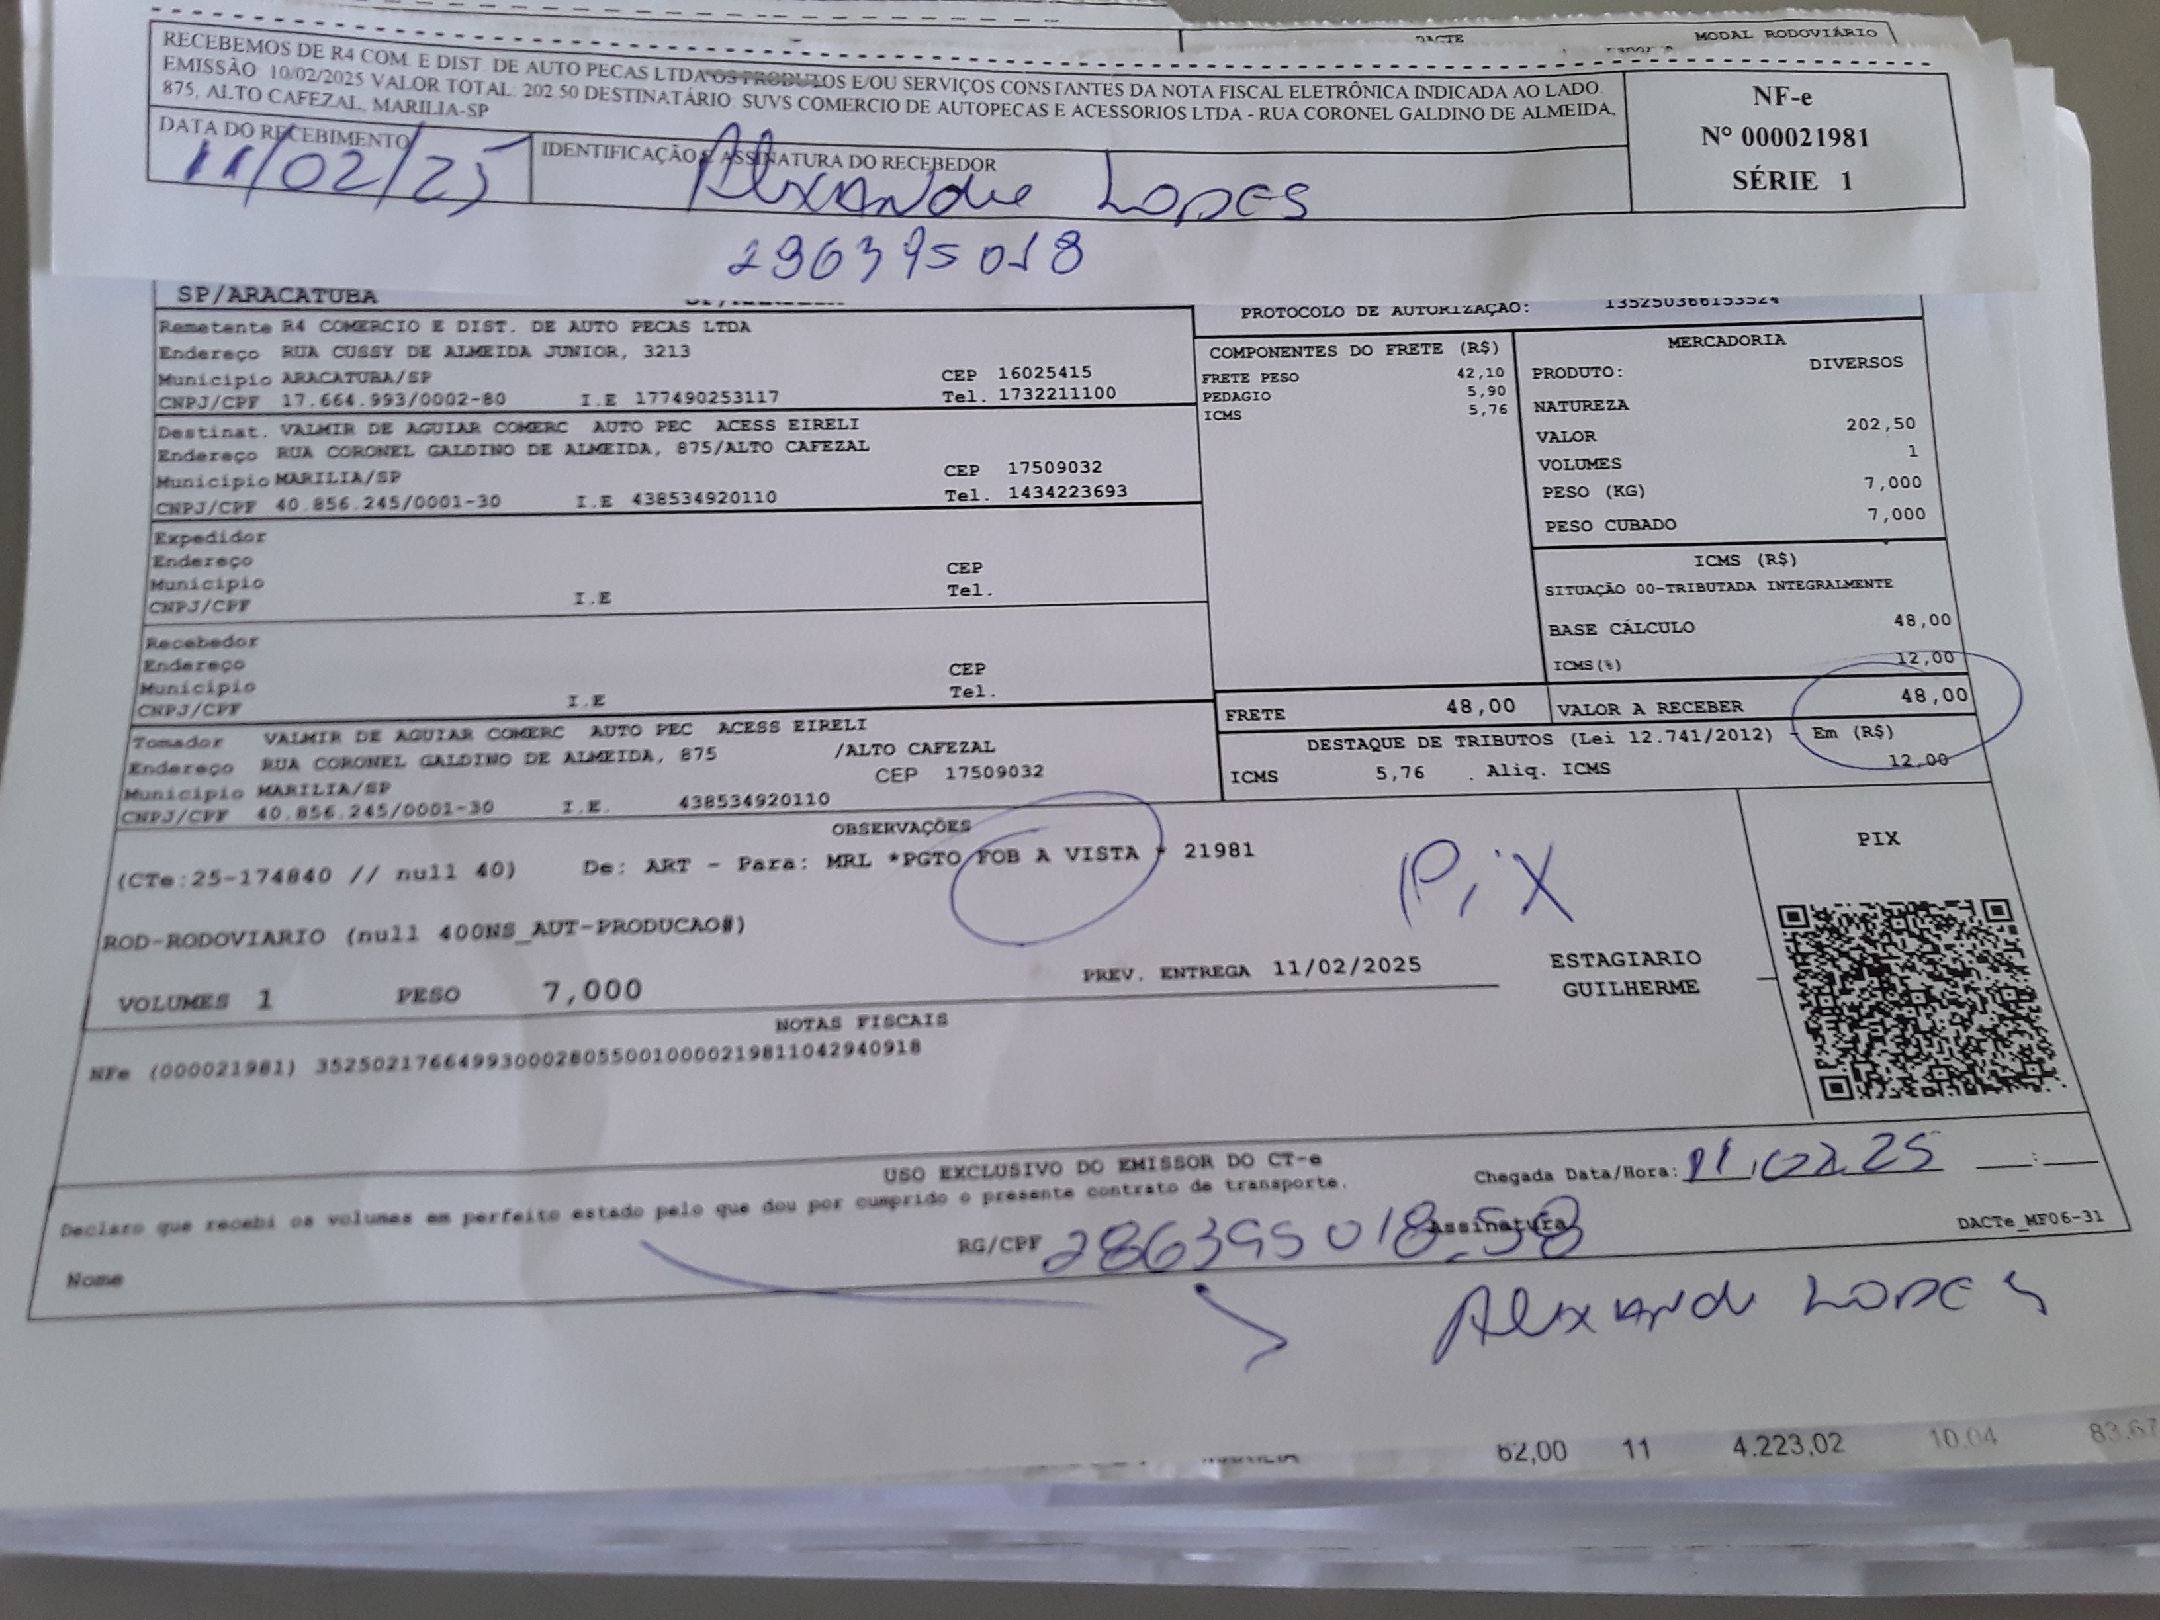 DACTE MODAL RODOVIÁRIO
RECEBEMOS DE R4 COM. E DIST. DE AUTO PECAS LTDA OS PRODUTOS E/OU SERVIÇOS CONSTANTES DA NOTA FISCAL ELETRÔNICA INDICADA AO LADO.
EMISSÃO: 10/02/2025 VALOR TOTAL: 202.50 DESTINATÁRIO: SUVS COMERCIO DE AUTOPECAS E ACESSORIOS LTDA - RUA CORONEL GALDINO DE ALMEIDA,
875, ALTO CAFEZAL, MARILIA-SP
NF-e
Nº 000021981
SÉRIE 1
DATA DO RECEBIMENTO
11/02/25
IDENTIFICAÇÃO E ASSINATURA DO RECEBEDOR
Alexandre Lopes
286395018
SP/ARACATUBA
PROTOCOLO DE AUTORIZAÇÃO: 135250366153524
Remetente R4 COMERCIO E DIST. DE AUTO PECAS LTDA
Endereço RUA CUSSY DE ALMEIDA JUNIOR, 3213
Municipio ARACATUBA/SP CEP 16025415
CNPJ/CPF 17.664.993/0002-80 I.E 177490253117 Tel. 1732211100
Destinat. VALMIR DE AGUIAR COMERC AUTO PEC ACESS EIRELI
Endereço RUA CORONEL GALDINO DE ALMEIDA, 875/ALTO CAFEZAL
Municipio MARILIA/SP CEP 17509032
CNPJ/CPF 40.856.245/0001-30 I.E 438534920110 Tel. 1434223693
Expedidor
Endereço
Municipio CEP
CNPJ/CPF I.E Tel.
Recebedor
Endereço
Municipio CEP
CNPJ/CPF I.E Tel.
Tomador VALMIR DE AGUIAR COMERC AUTO PEC ACESS EIRELI
Endereço RUA CORONEL GALDINO DE ALMEIDA, 875 /ALTO CAFEZAL
Municipio MARILIA/SP CEP 17509032
CNPJ/CPF 40.856.245/0001-30 I.E. 438534920110
COMPONENTES DO FRETE (R$)
FRETE PESO 42,10
PEDAGIO 5,90
ICMS 5,76
MERCADORIA
PRODUTO: DIVERSOS
NATUREZA
VALOR 202,50
VOLUMES 1
PESO (KG) 7,000
PESO CUBADO 7,000
ICMS (R$)
SITUAÇÃO 00-TRIBUTADA INTEGRALMENTE
BASE CÁLCULO 48,00
ICMS(%) 12,00
FRETE 48,00 VALOR A RECEBER 48,00
DESTAQUE DE TRIBUTOS (Lei 12.741/2012) - Em (R$)
ICMS 5,76 . Aliq. ICMS 12,00
OBSERVAÇÕES
(CTe:25-174840 // null 40) De: ART - Para: MRL *PGTO FOB A VISTA * 21981
Pix
PIX
ROD-RODOVIARIO (null 400NS_AUT-PRODUCAO#)
VOLUMES 1 PESO 7,000 PREV. ENTREGA 11/02/2025
ESTAGIARIO
GUILHERME
NOTAS FISCAIS
NFe (000021981) 35250217664993000280550010000219811042940918
USO EXCLUSIVO DO EMISSOR DO CT-e
Declaro que recebi os volumes em perfeito estado pelo que dou por cumprido o presente contrato de transporte.
Chegada Data/Hora: 11.02.25 __:__
Nome RG/CPF 286395018.58 Assinatura DACTe_MF06-31
Alexandre Lopes
62,00 11 4.223,02 10,04 83,67